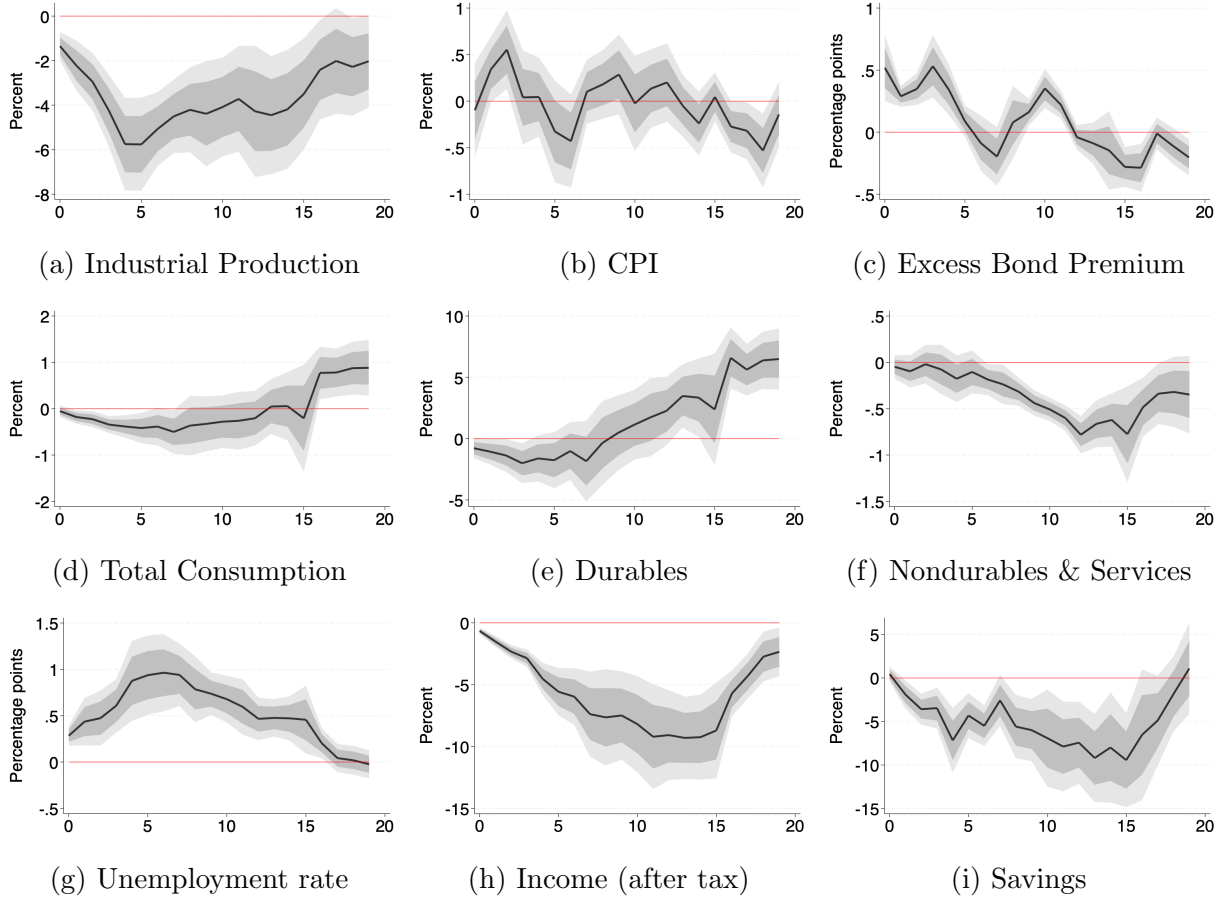 Percent
0
-2
-4
-6
-8
0 5 10 15 20
(a) Industrial Production
Percent
1
.5
0
-.5
-1
0 5 10 15 20
(b) CPI
Percentage points
1
.5
0
-.5
0 5 10 15 20
(c) Excess Bond Premium
Percent
2
1
0
-1
-2
0 5 10 15 20
(d) Total Consumption
Percent
10
5
0
-5
0 5 10 15 20
(e) Durables
Percent
.5
0
-.5
-1
-1.5
0 5 10 15 20
(f) Nondurables & Services
Percentage points
1.5
1
.5
0
-.5
0 5 10 15 20
(g) Unemployment rate
Percent
0
-5
-10
-15
0 5 10 15 20
(h) Income (after tax)
Percent
5
0
-5
-10
-15
0 5 10 15 20
(i) Savings